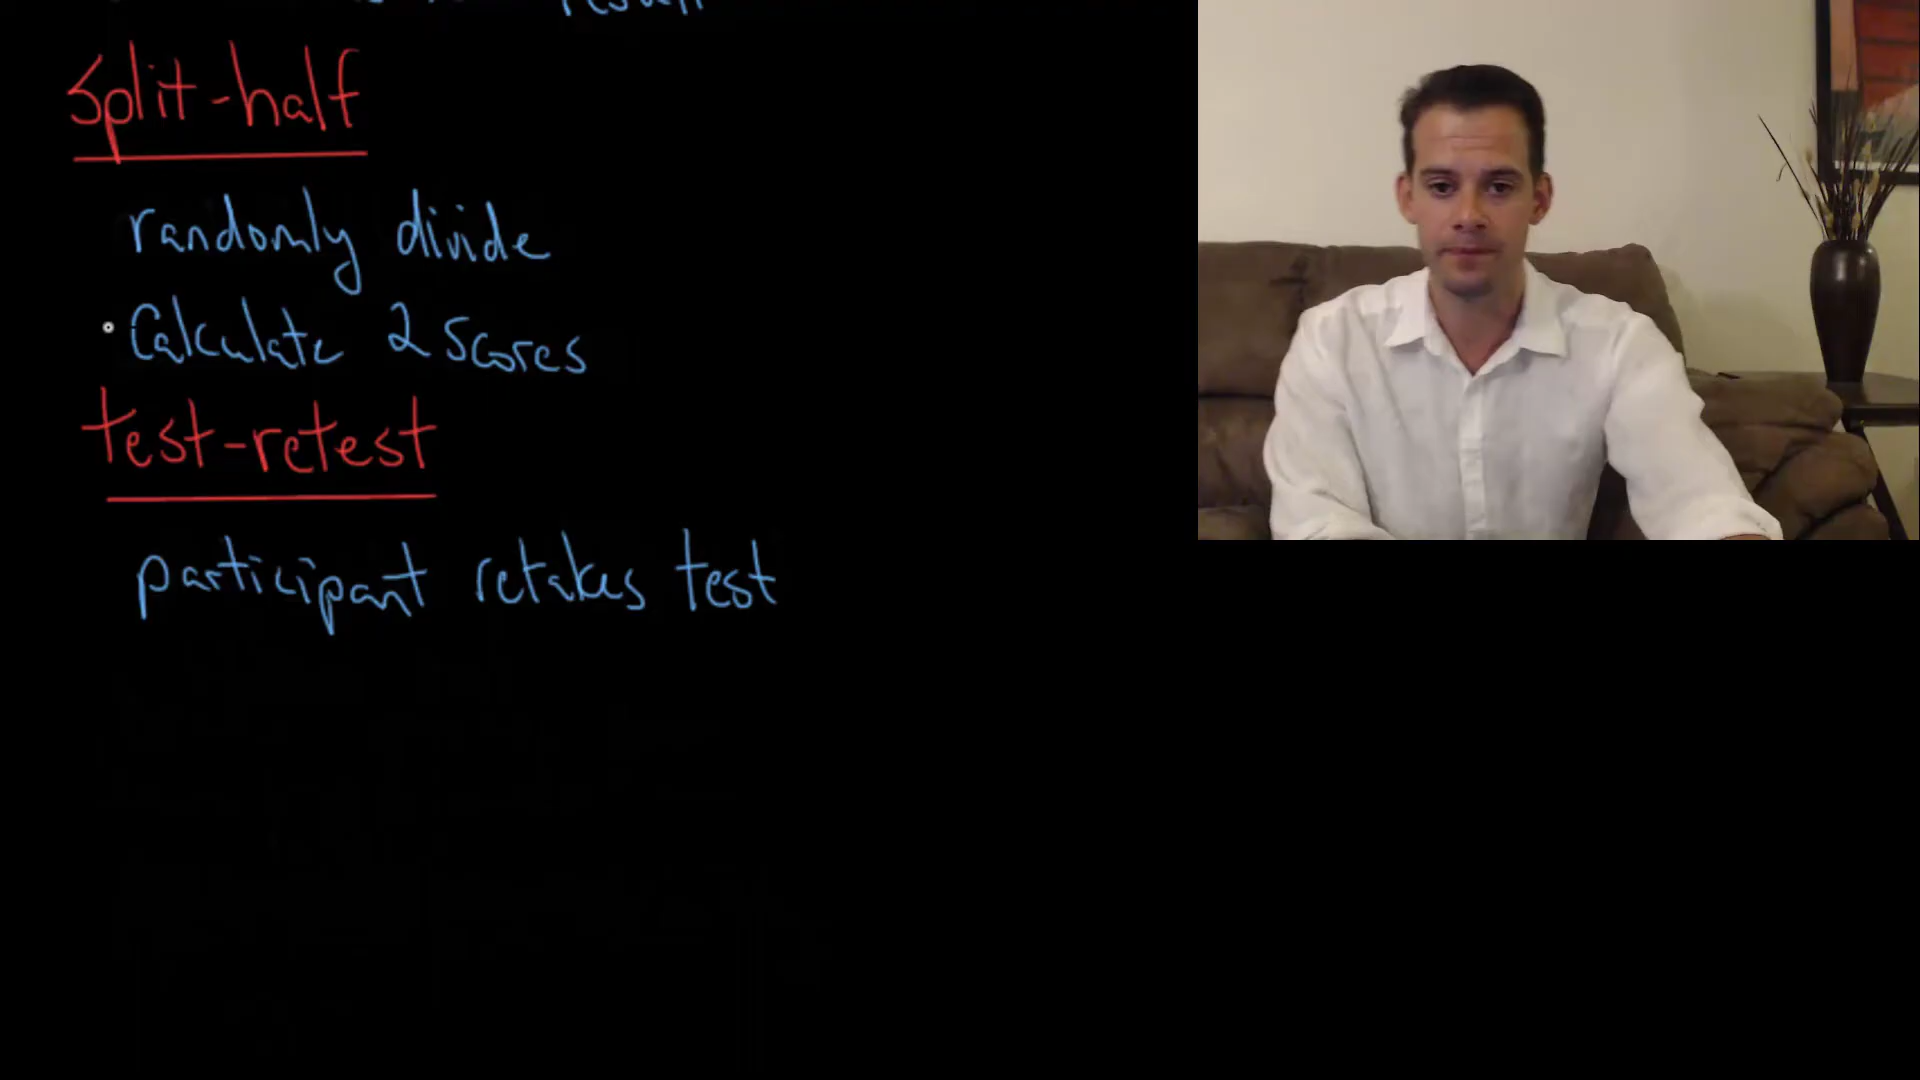 split-half
randomly divide
• Calculate 2 scores
test-retest
participant retakes test